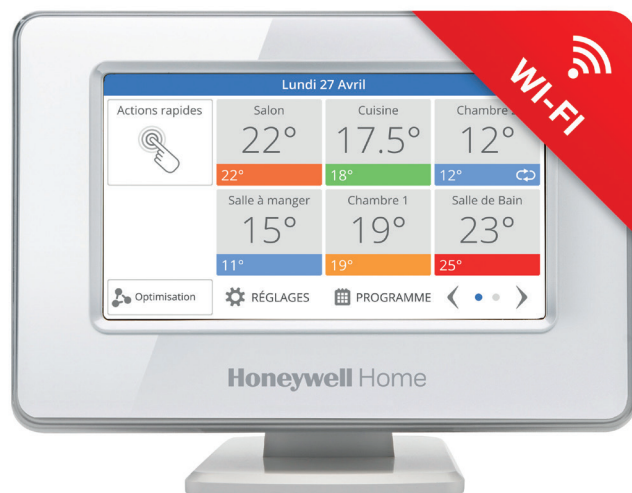 Lundi 27 Avril
WI-FI
Actions rapides
Salon
22°
22°
Cuisine
17.5°
18°
Chambre
12°
12°
Salle à manger
15°
11°
Chambre 1
19°
19°
Salle de Bain
23°
25°
Optimisation
RÉGLAGES
PROGRAMME
Honeywell Home